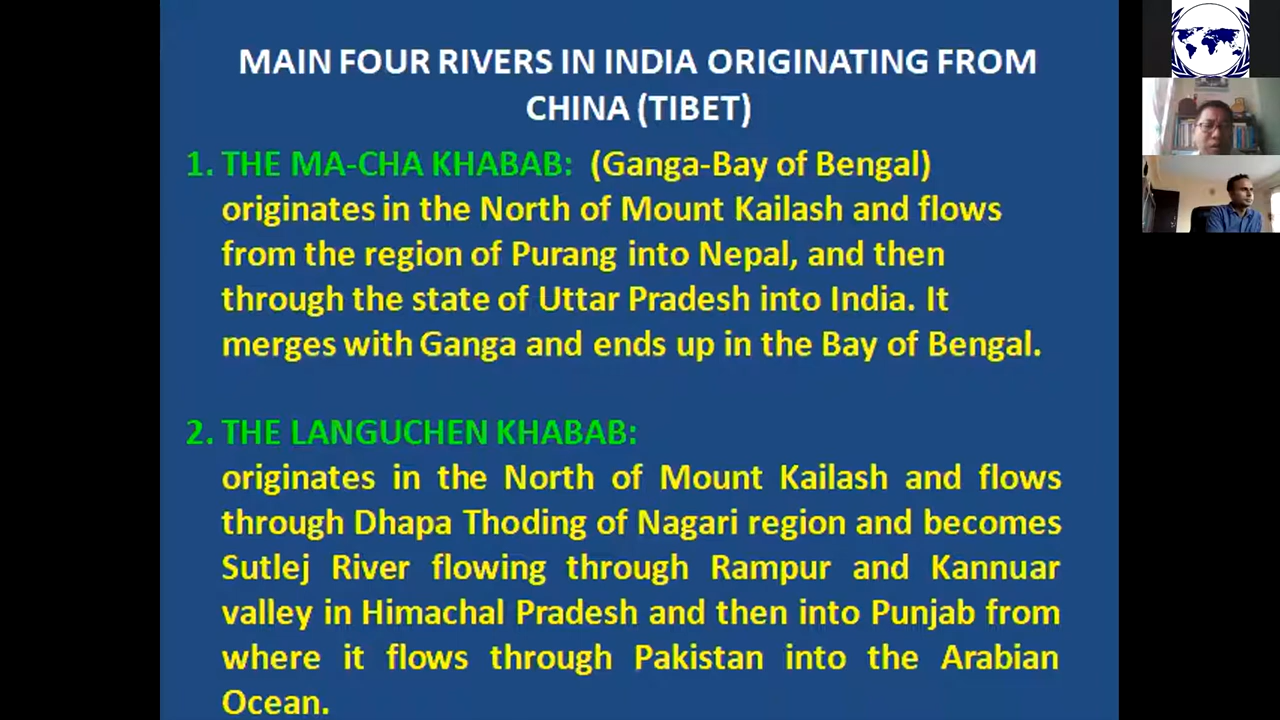 MAIN FOUR RIVERS IN INDIA ORIGINATING FROM
CHINA (TIBET)
1. THE MA-CHA KHABAB: (Ganga-Bay of Bengal)
originates in the North of Mount Kailash and flows
from the region of Purang into Nepal, and then
through the state of Uttar Pradesh into India. It
merges with Ganga and ends up in the Bay of Bengal.
2. THE LANGUCHEN KHABAB:
originates in the North of Mount Kailash and flows
through Dhapa Thoding of Nagari region and becomes
Sutlej River flowing through Rampur and Kannuar
valley in Himachal Pradesh and then into Punjab from
where it flows through Pakistan into the Arabian
Ocean.